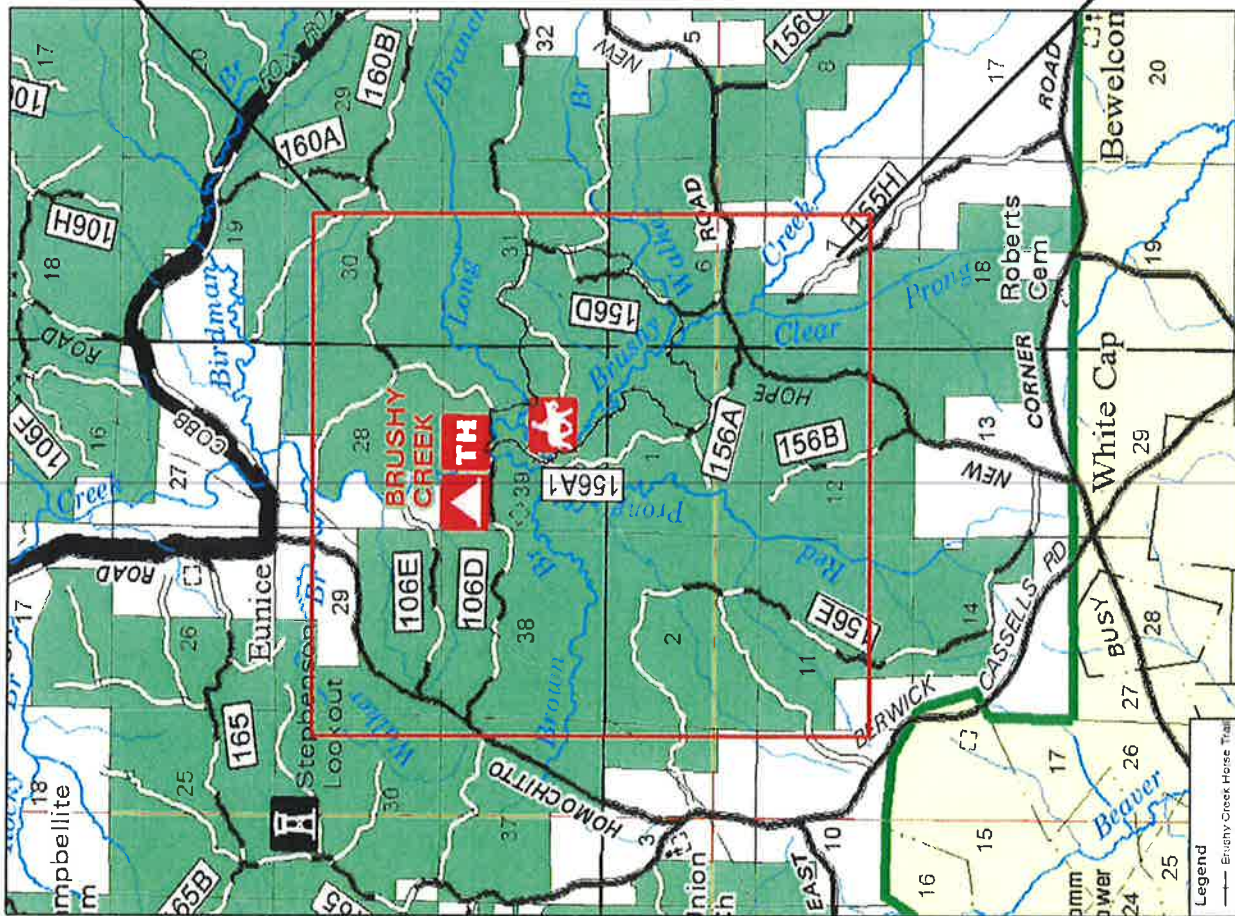 17
160B
29
160A
106H
18
19
ROAD
106F
16
Birdman
COBB
27
Creek
ROAD
17
26
Eunice
Br
29
Stephenson
Lookout
165
25
18
Br
Branch
32
NEW
5
156C
8
17
Br
30
Long
31
Walker
ROAD
6
156D
Brushy
Creek
7
155H
Clear
Prong
18
Roberts
Cem
ROAD
Bewelcom
20
19
28
BRUSHY
CREEK
TH
39
156A1
1
156A
HOPE
156B
12
13
NEW
CORNER
White Cap
29
Prong
Red
106E
106D
38
Br
Brown
Walker
30
37
HOMOCHITTO
2
11
156E
14
BERWICK
CASSELLS RD
BUSY
28
27
3
10
EAST
17
26
15
16
Beaver
25
24
Legend
Brushy Creek Horse Trail